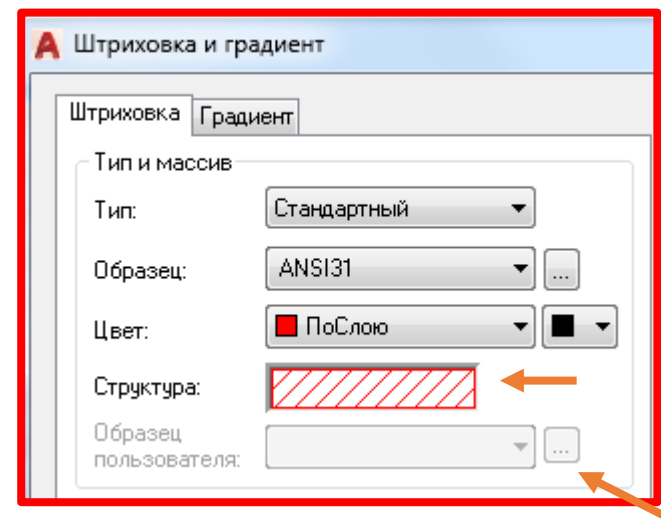 Штриховка и градиент
Штриховка Градиент
Тип и массив
Тип: Стандартный
Образец: ANSI31 ...
Цвет: ПоСлою
Структура:
Образец
пользователя: ...